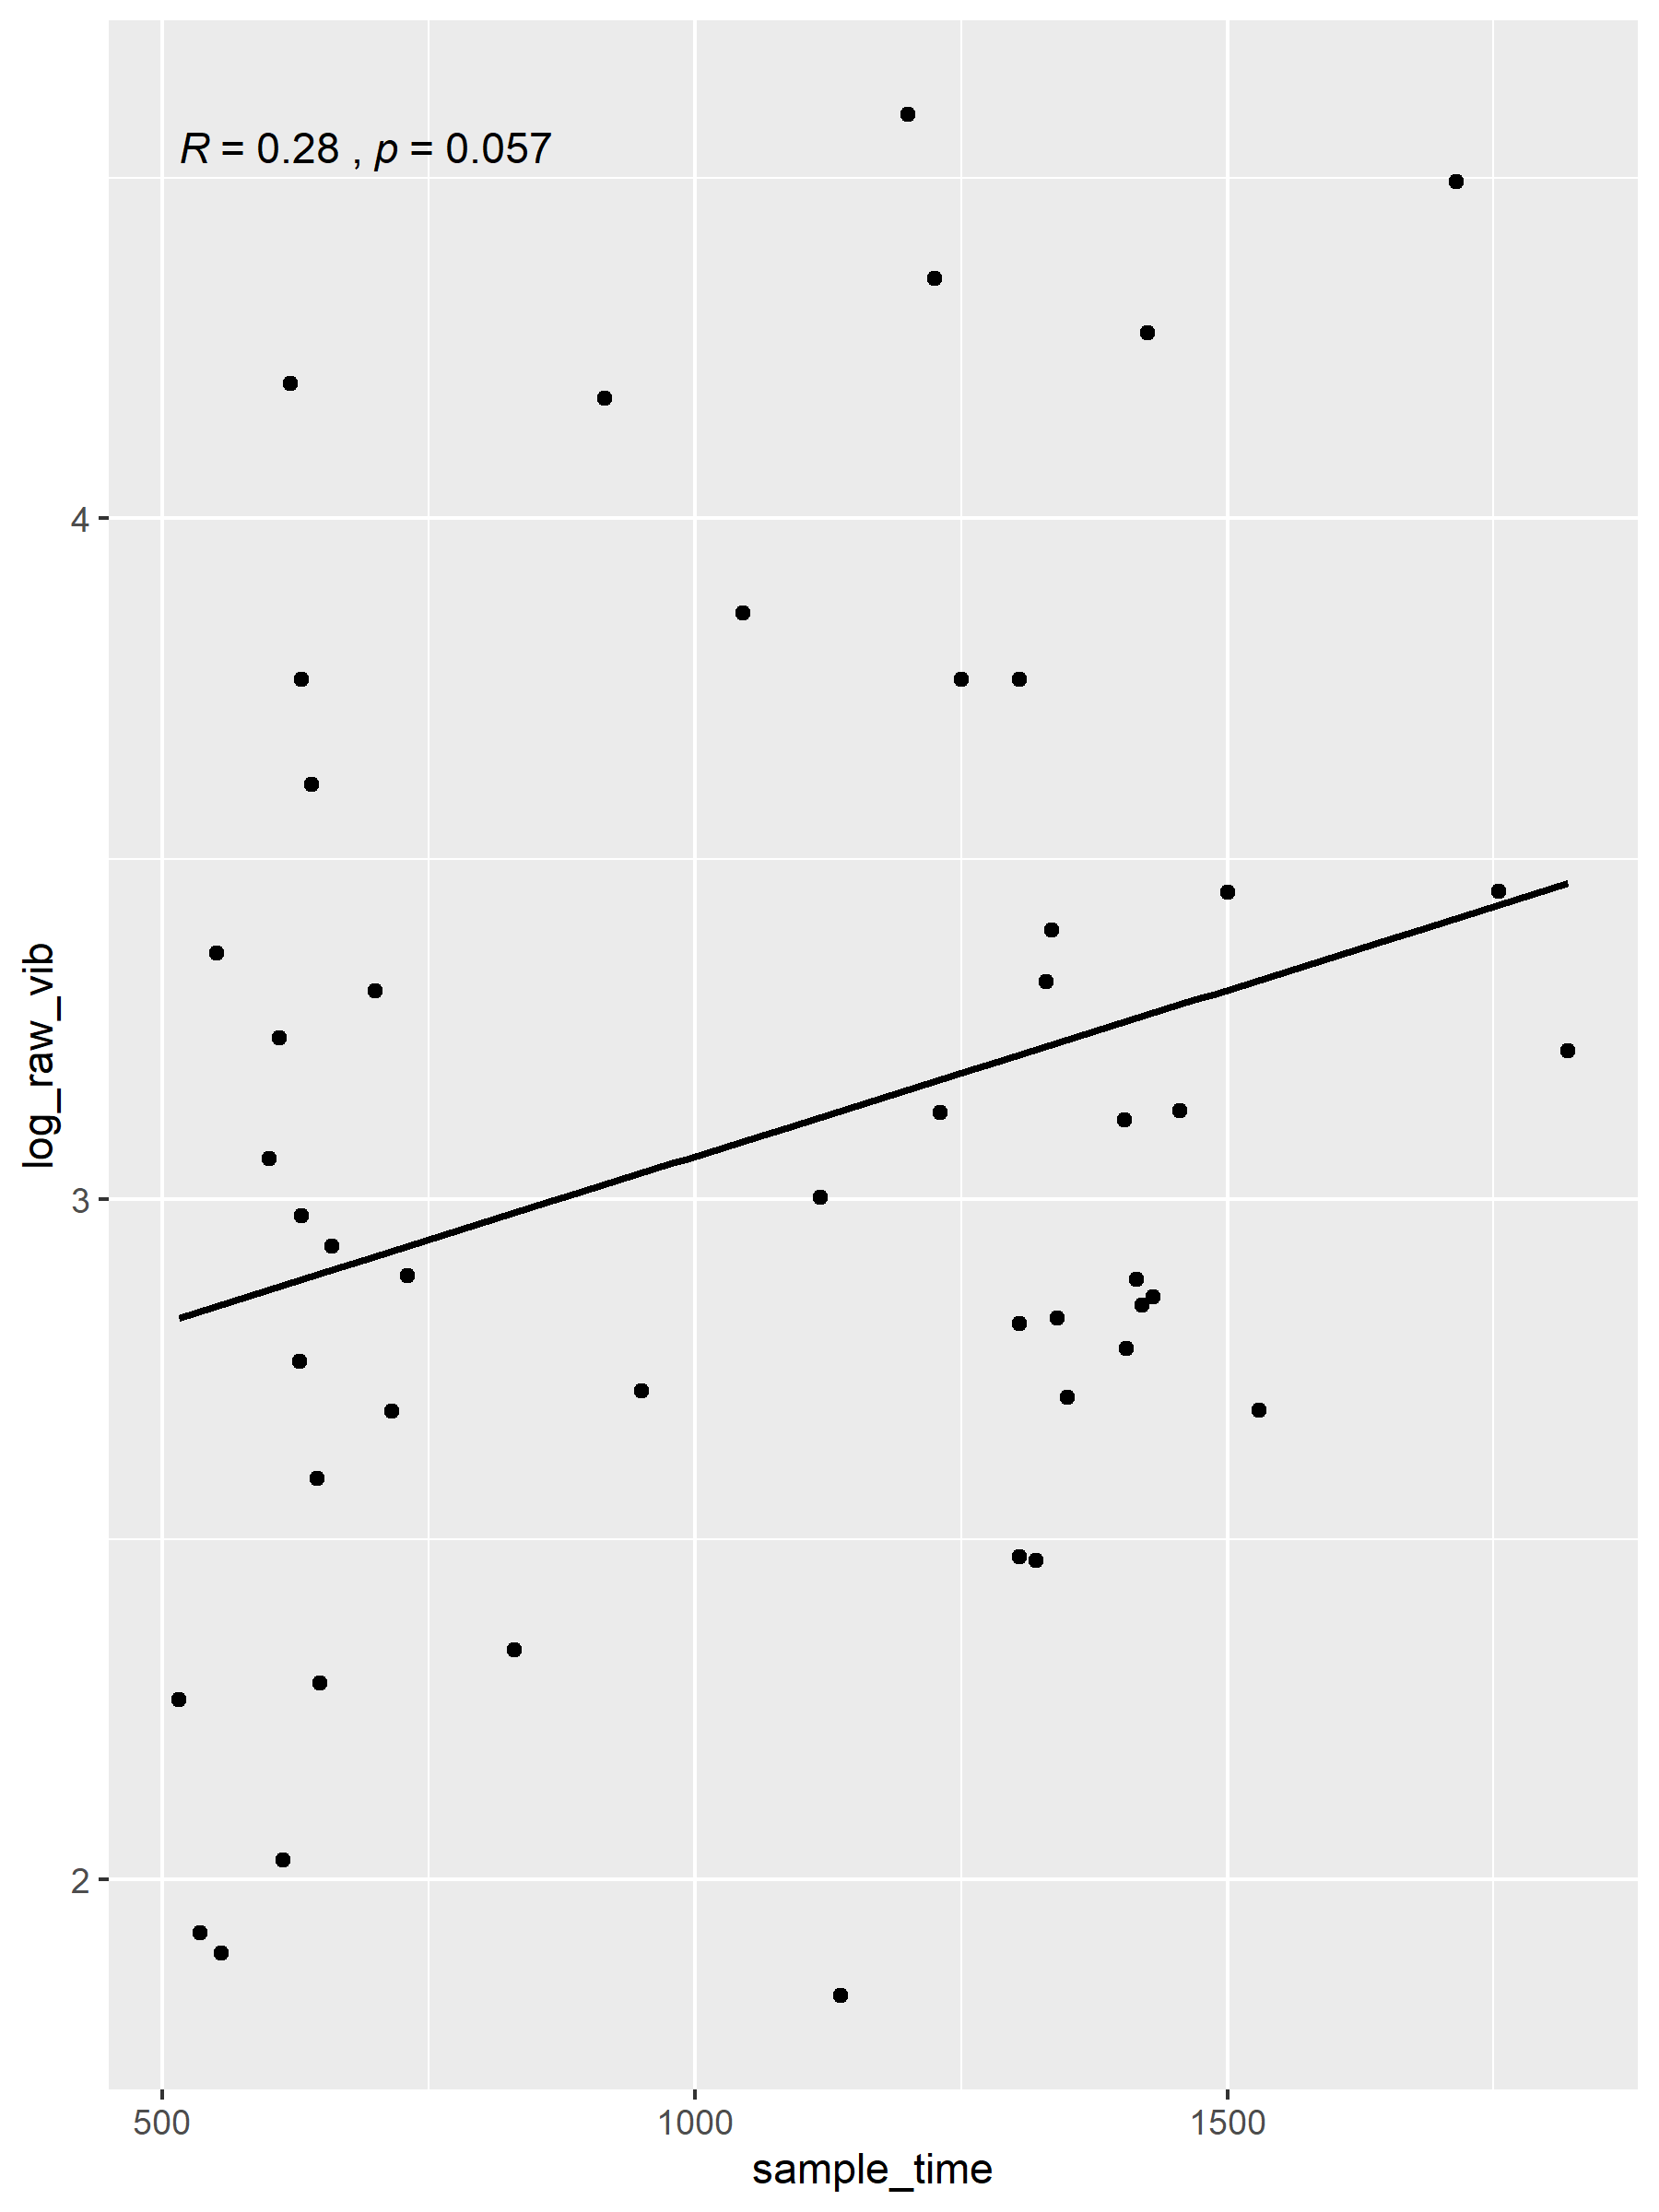 R = 0.28 , p = 0.057
log_raw_vib
4
3
2
500 1000 1500
sample_time